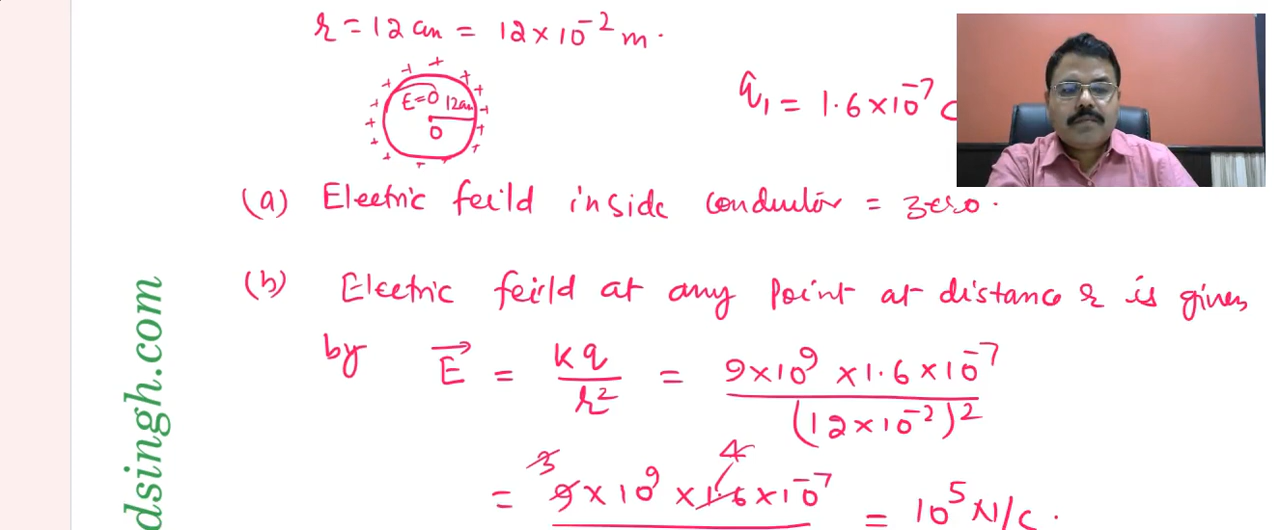 r = 12 cm = 12 × 10⁻² m.
+ + + + + + + + + + + + + +
E=0 12cm
O
q₁ = 1.6×10⁻⁷ C
(a) Electric feild inside conductor = zero.
(b) Electric feild at any point at distance r is given
by E⃗ = kq/r² = 9×10⁹ × 1.6 × 10⁻⁷ / (12×10⁻²)²
3 4
= 9×10⁹ × 1.6 × 10⁻⁷ = 10⁵ N/C.
dsingh.com